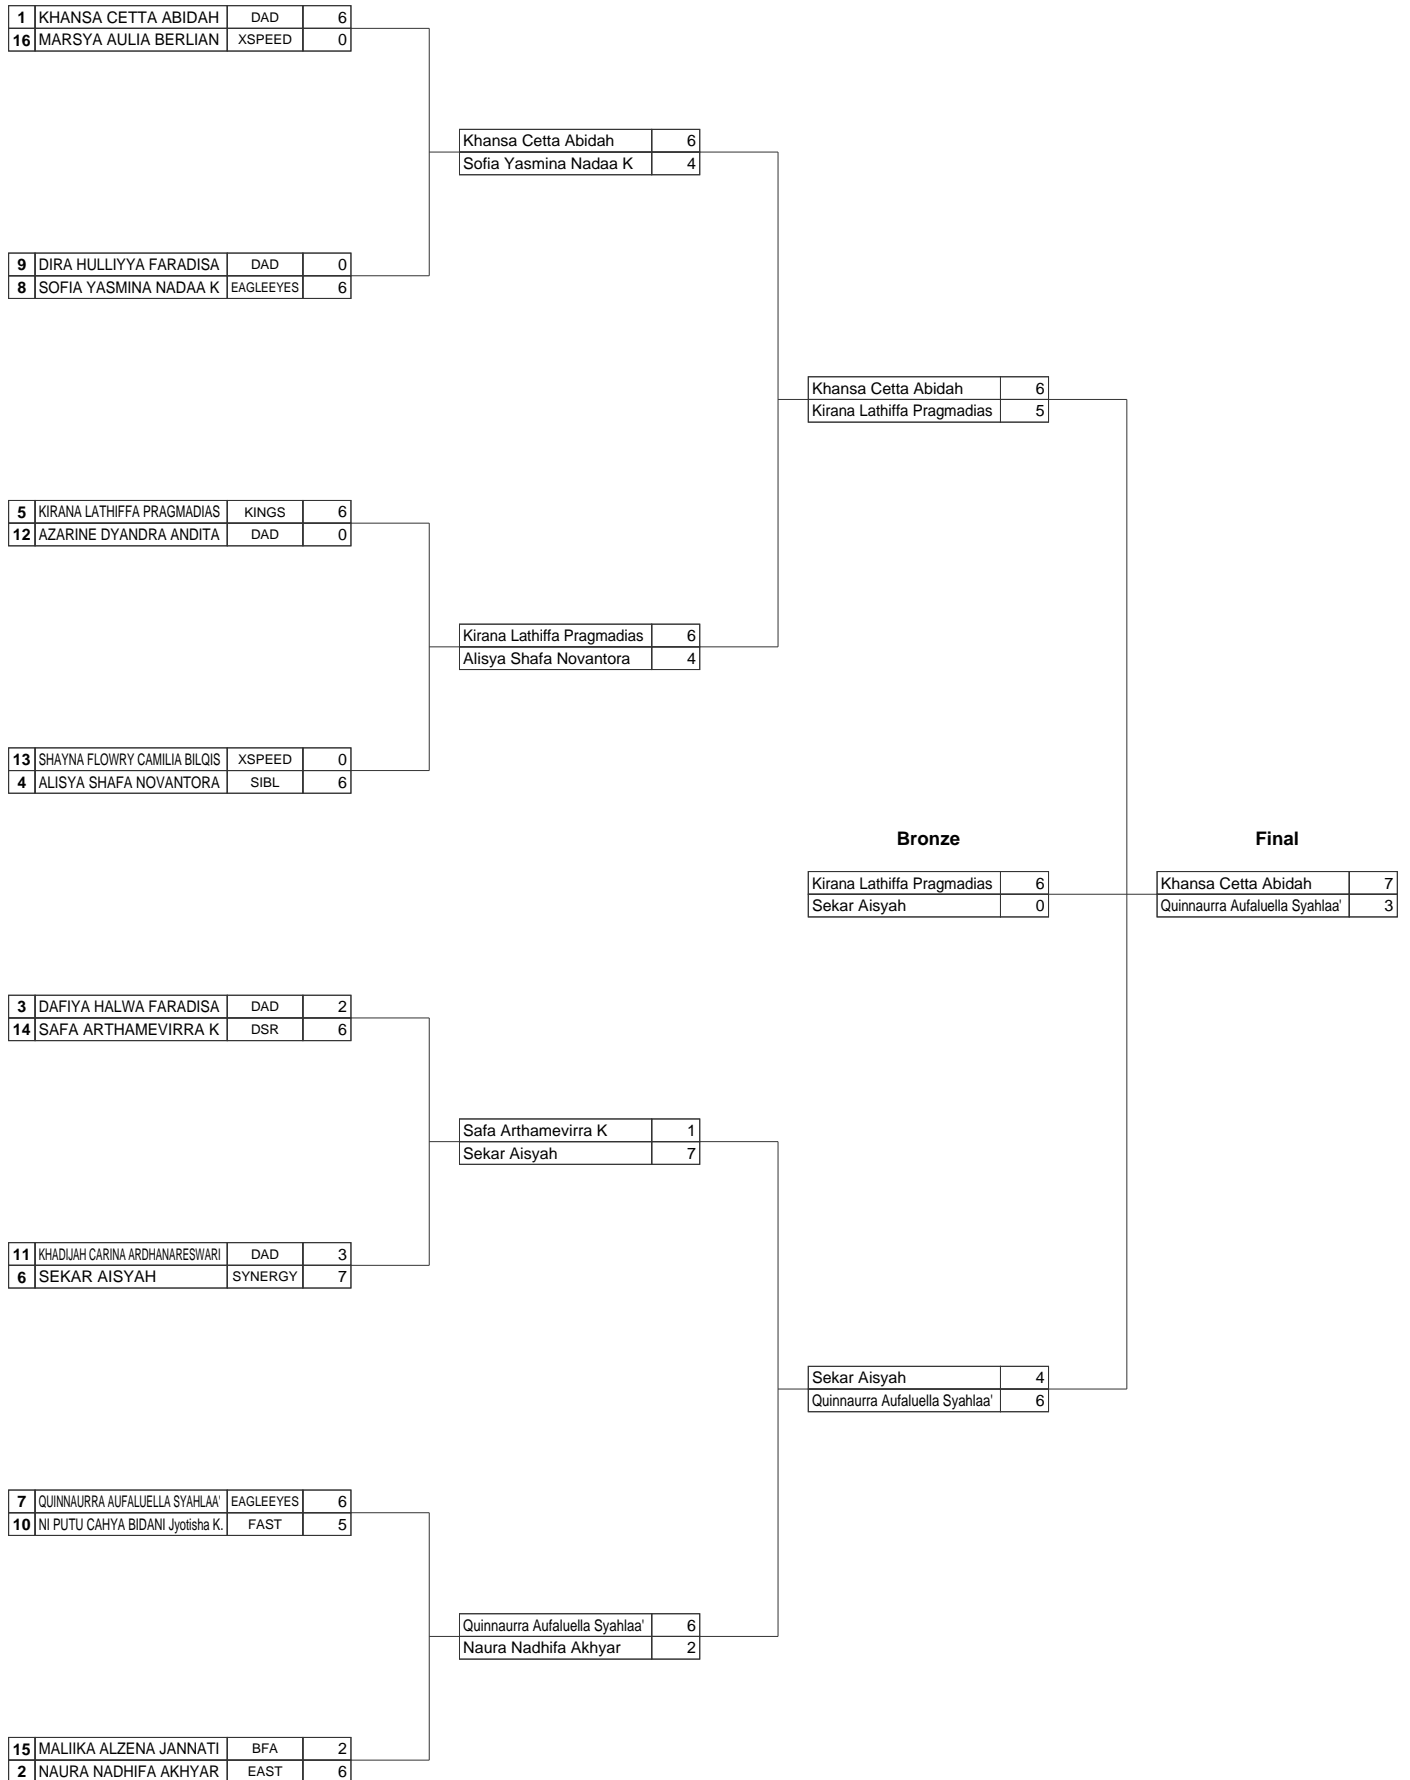 1 KHANSA CETTA ABIDAH DAD 6
16 MARSYA AULIA BERLIAN XSPEED 0
Khansa Cetta Abidah 6
Sofia Yasmina Nadaa K 4
9 DIRA HULLIYYA FARADISA DAD 0
8 SOFIA YASMINA NADAA K EAGLEEYES 6
Khansa Cetta Abidah 6
Kirana Lathiffa Pragmadias 5
5 KIRANA LATHIFFA PRAGMADIAS KINGS 6
12 AZARINE DYANDRA ANDITA DAD 0
Kirana Lathiffa Pragmadias 6
Alisya Shafa Novantora 4
13 SHAYNA FLOWRY CAMILIA BILQIS XSPEED 0
4 ALISYA SHAFA NOVANTORA SIBL 6
Bronze Final
Kirana Lathiffa Pragmadias 6 Khansa Cetta Abidah 7
Sekar Aisyah 0 Quinnaurra Aufaluella Syahlaa' 3
3 DAFIYA HALWA FARADISA DAD 2
14 SAFA ARTHAMEVIRRA K DSR 6
Safa Arthamevirra K 1
Sekar Aisyah 7
11 KHADIJAH CARINA ARDHANARESWARI DAD 3
6 SEKAR AISYAH SYNERGY 7
Sekar Aisyah 4
Quinnaurra Aufaluella Syahlaa' 6
7 QUINNAURRA AUFALUELLA SYAHLAA' EAGLEEYES 6
10 NI PUTU CAHYA BIDANI Jyotisha K. FAST 5
Quinnaurra Aufaluella Syahlaa' 6
Naura Nadhifa Akhyar 2
15 MALIIKA ALZENA JANNATI BFA 2
2 NAURA NADHIFA AKHYAR EAST 6